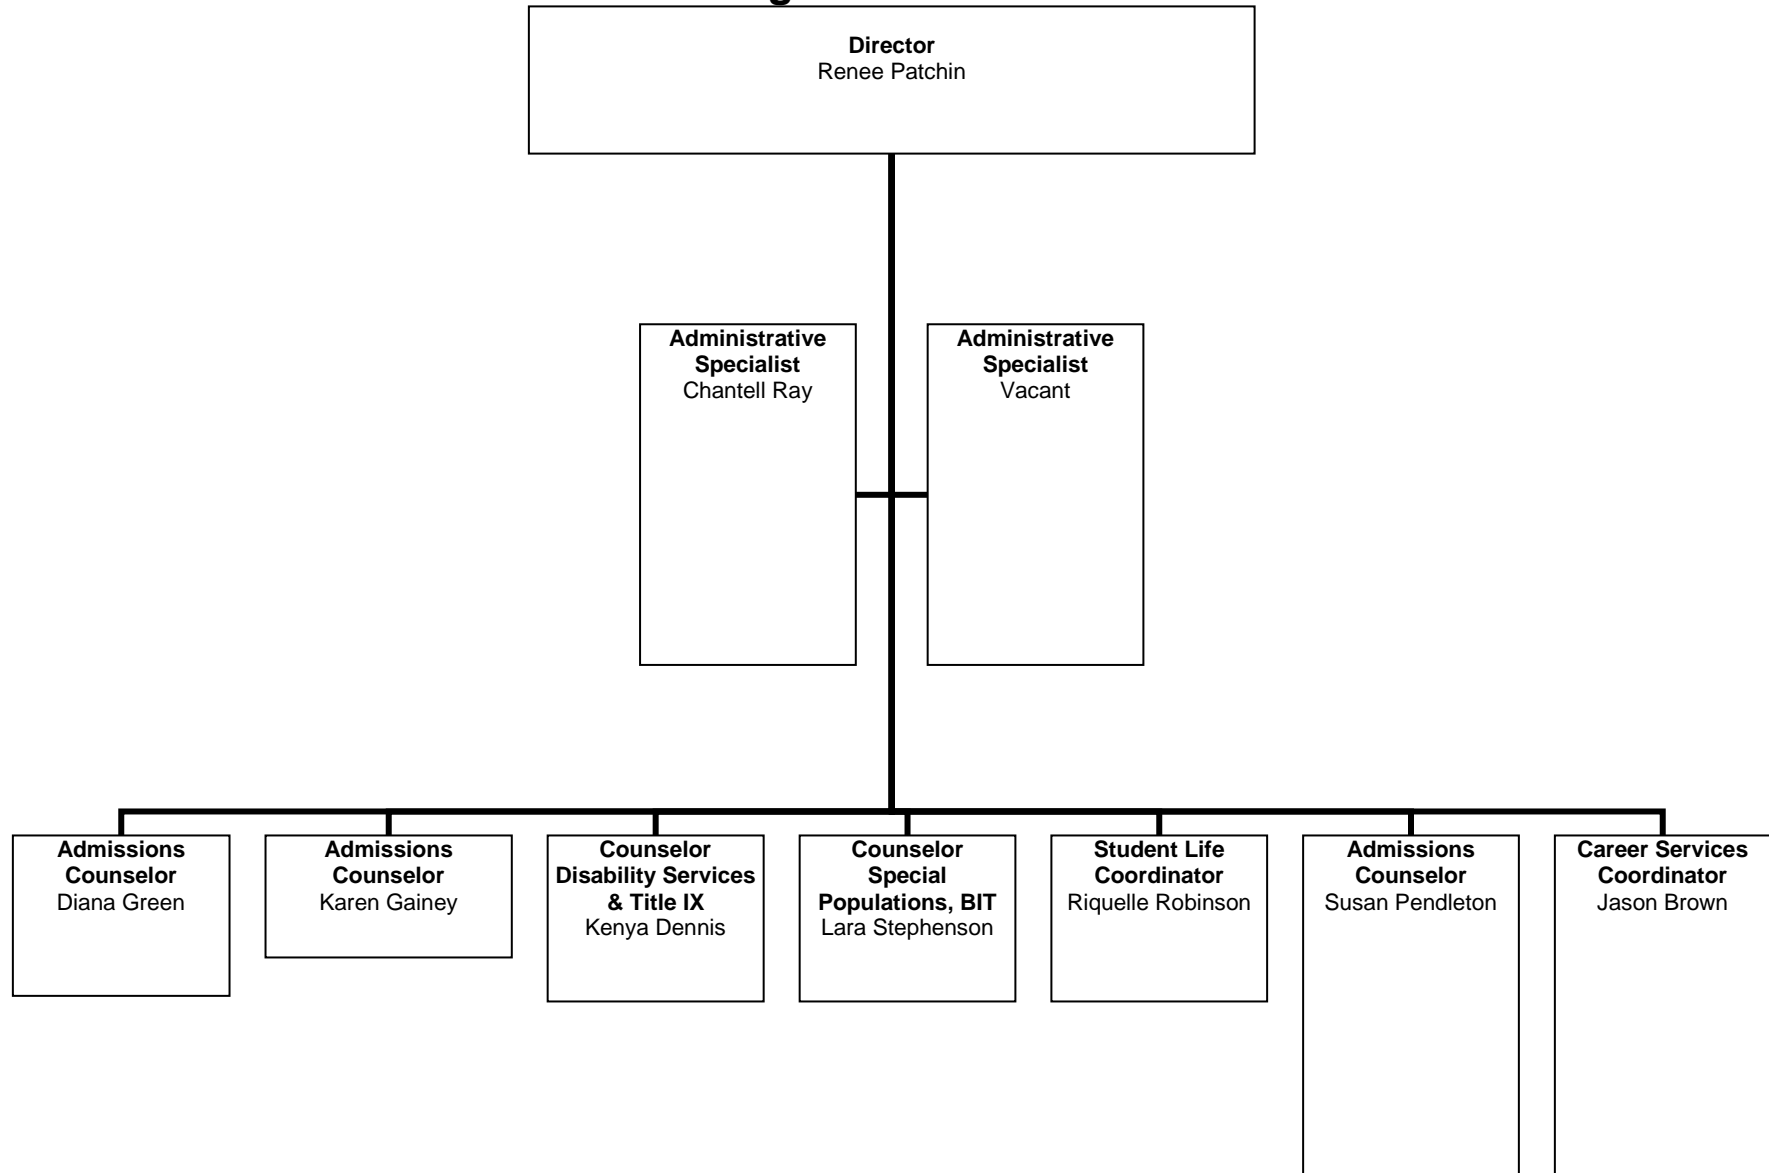 Director
Renee Patchin
Administrative
Specialist
Chantell Ray
Administrative
Specialist
Vacant
Admissions
Counselor
Diana Green
Admissions
Counselor
Karen Gainey
Counselor
Disability Services
& Title IX
Kenya Dennis
Counselor
Special
Populations, BIT
Lara Stephenson
Student Life
Coordinator
Riquelle Robinson
Admissions
Counselor
Susan Pendleton
Career Services
Coordinator
Jason Brown